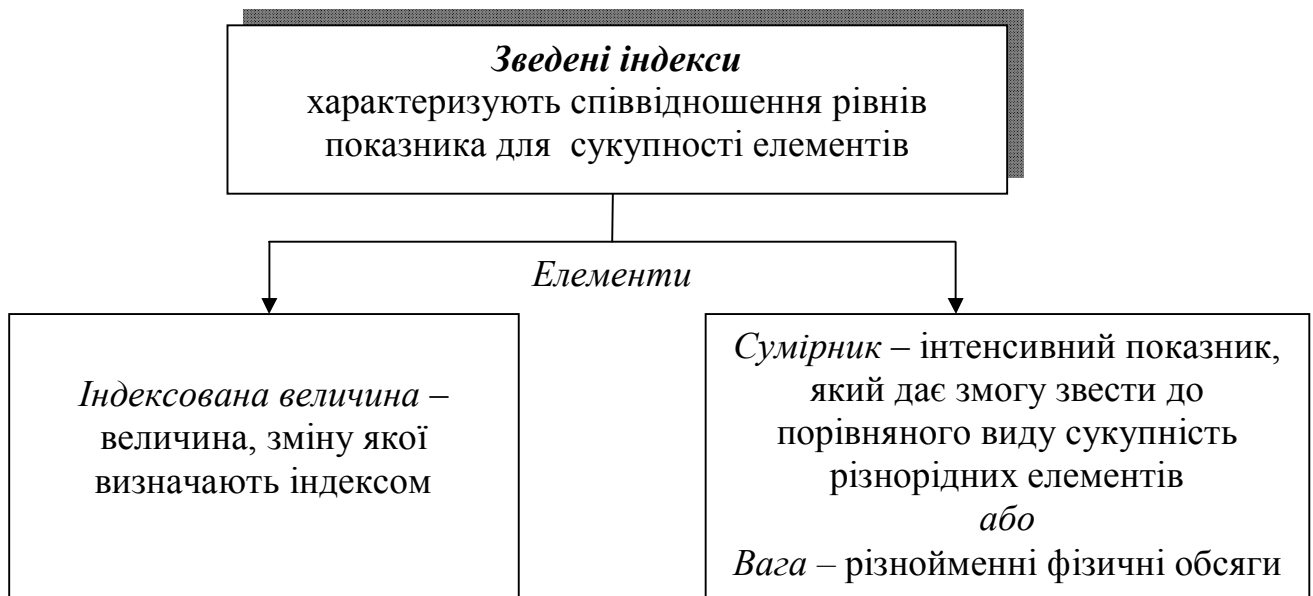 Зведені індекси
характеризують співвідношення рівнів
показника для сукупності елементів
Елементи
Індексована величина –
величина, зміну якої
визначають індексом
Сумірник – інтенсивний показник,
який дає змогу звести до
порівняного виду сукупність
різнорідних елементів
або
Вага – різнойменні фізичні обсяги